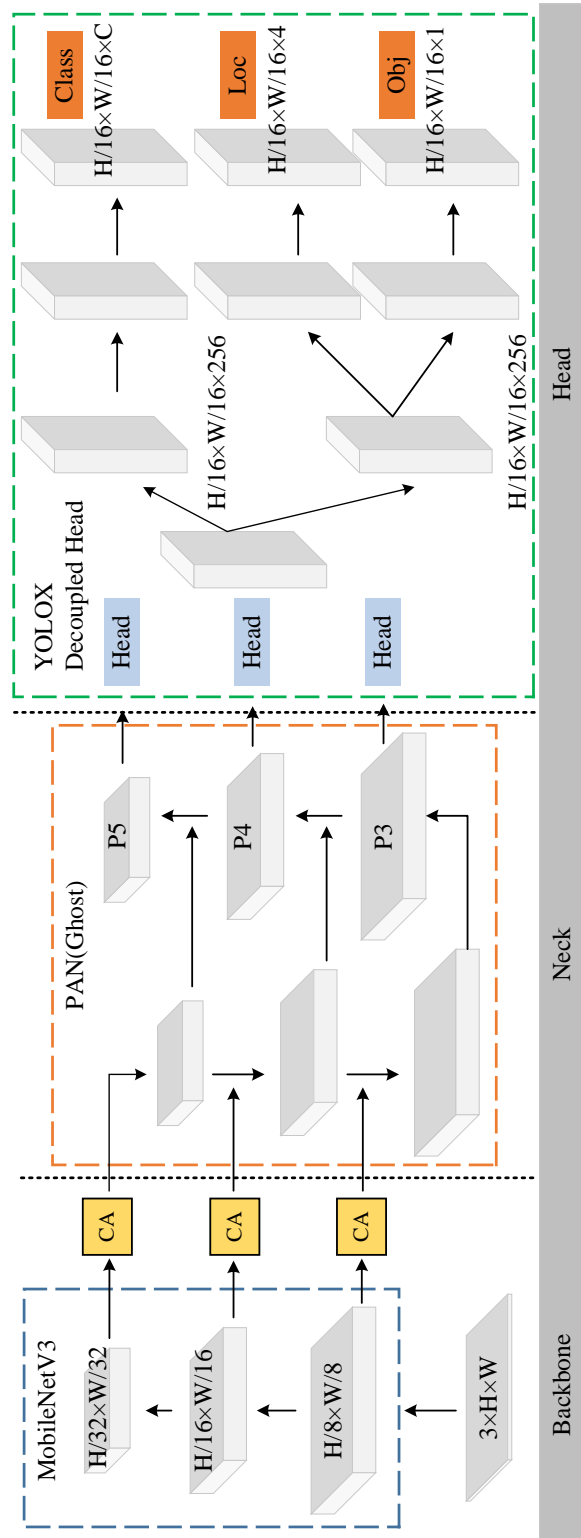 MobileNetV3
H/32×W/32
H/16×W/16
H/8×W/8
3×H×W
CA
CA
CA
Backbone
PAN(Ghost)
P5
P4
P3
Neck
YOLOX
Decoupled Head
Head
Head
Head
H/16×W/16×256
H/16×W/16×256
Class
H/16×W/16×C
Loc
H/16×W/16×4
Obj
H/16×W/16×1
Head